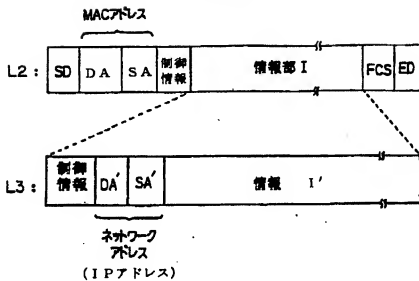 MACアドレス
L2: SD DA SA 制御情報 情報部 I FCS ED
L3: 制御情報 DA' SA' 情報 I'
ネットワークアドレス
(IPアドレス)